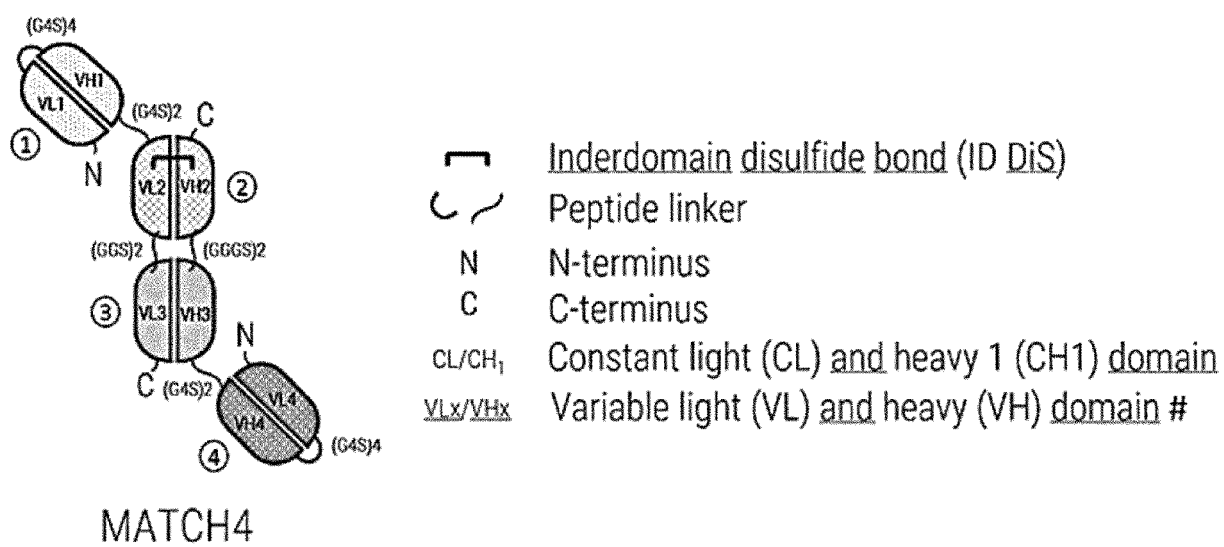 (G4S)4
VH1
VL1
①
N
(G4S)2
C
VL2
VH2
②
(GGS)2
(GGGS)2
③
VL3
VH3
N
C
(G4S)2
VL4
VH4
④
(G4S)4
MATCH4
Inderdomain disulfide bond (ID DiS)
Peptide linker
N N-terminus
C C-terminus
CL/CH₁ Constant light (CL) and heavy 1 (CH1) domain
VLx/VHx Variable light (VL) and heavy (VH) domain #